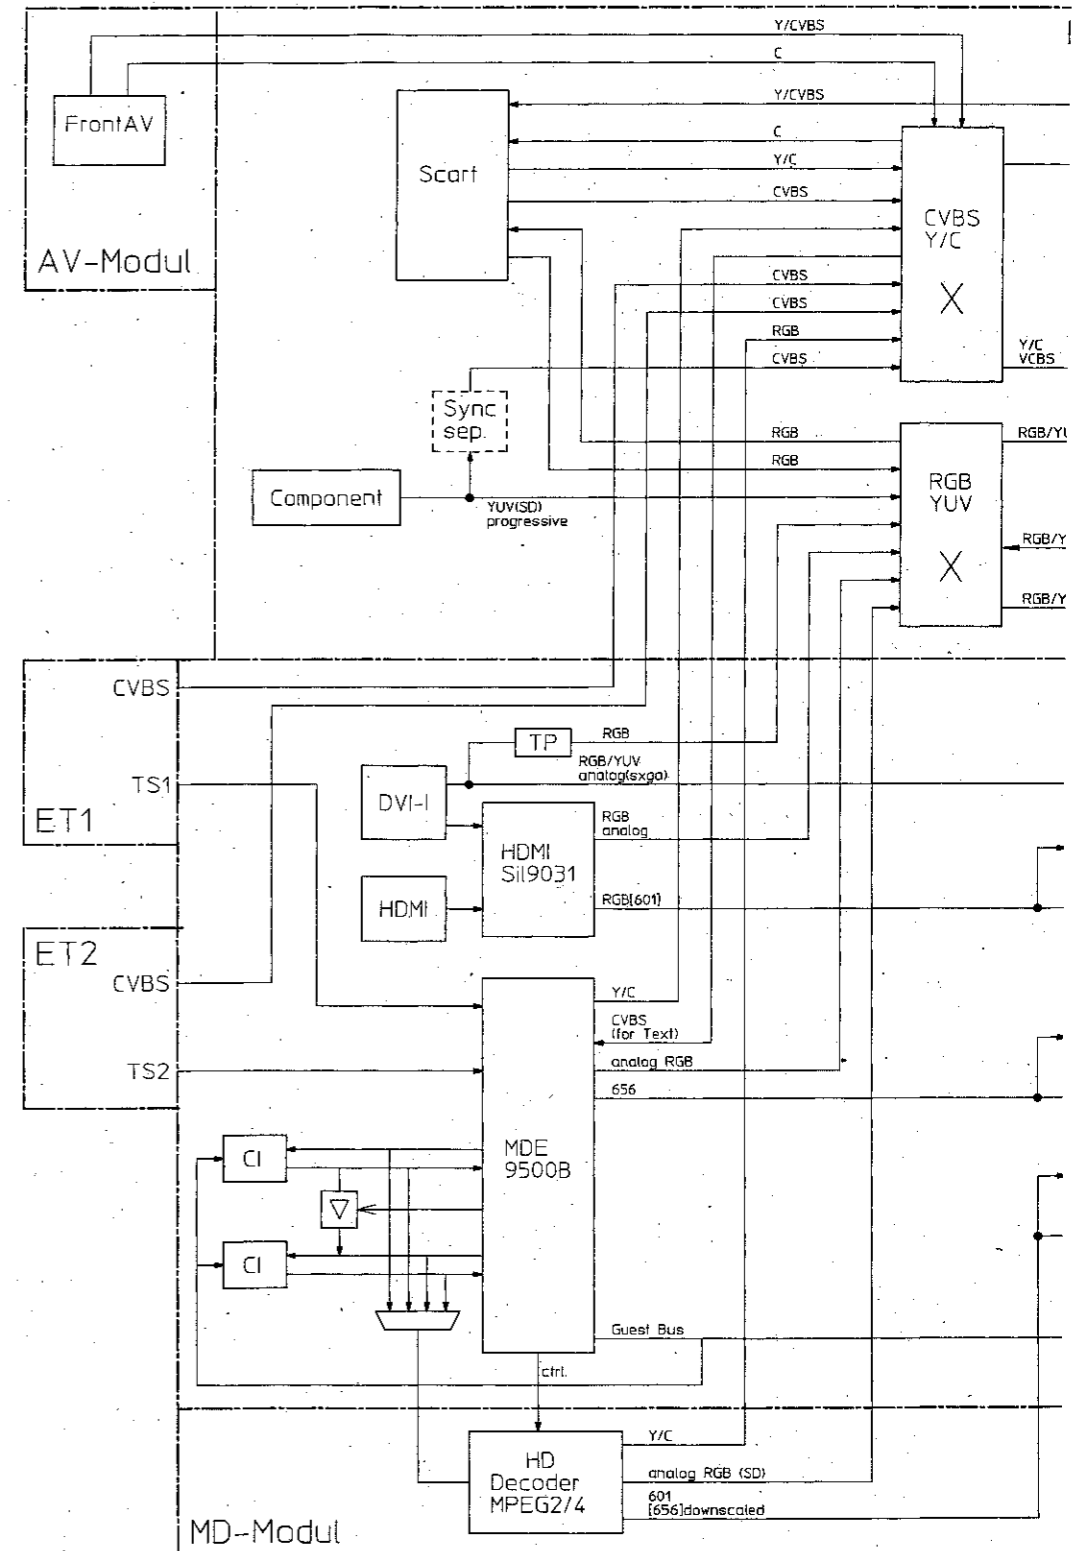 Y/CVBS
C
FrontAV
AV-Modul
Scart
Y/CVBS
C
Y/C
CVBS
CVBS
CVBS
RGB
CVBS
CVBS
Y/C
X
Y/C
VCBS
Sync
sep.
Component
YUV(SD)
progressive
RGB
RGB
RGB
YUV
X
RGB/YU
RGB/Y
RGB/Y
CVBS
TS1
ET1
TP
RGB
RGB/YUV
analog(sxga)
DVI-I
HDMI
SiI9031
RGB
analog
HDMI
RGB[601)
ET2
CVBS
TS2
Y/C
CVBS
(for Text)
analog RGB
656
MDE
9500B
CI
CI
Guest Bus
ctrl.
HD
Decoder
MPEG2/4
Y/C
analog RGB (SD)
601
[656]downscaled
MD-Modul